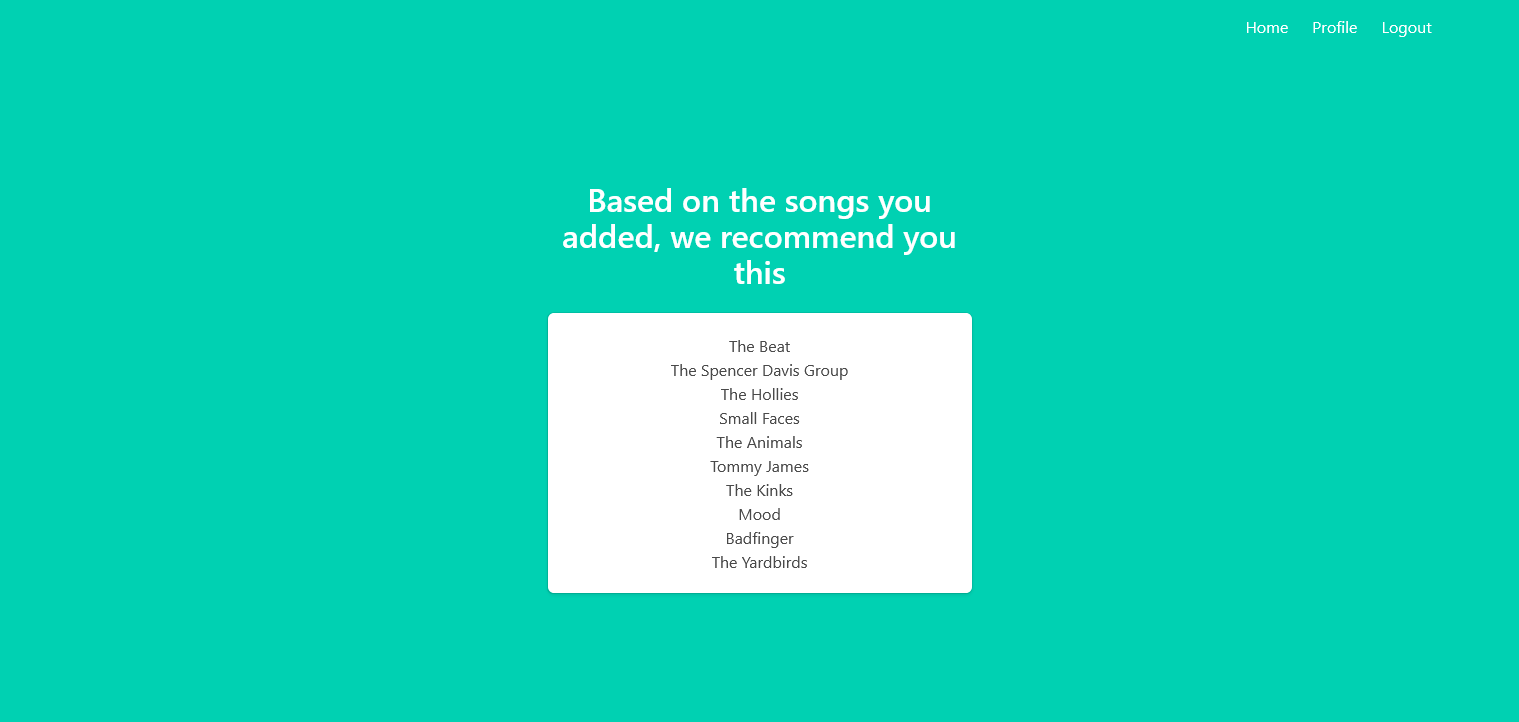 Home Profile Logout
Based on the songs you
added, we recommend you
this
The Beat
The Spencer Davis Group
The Hollies
Small Faces
The Animals
Tommy James
The Kinks
Mood
Badfinger
The Yardbirds